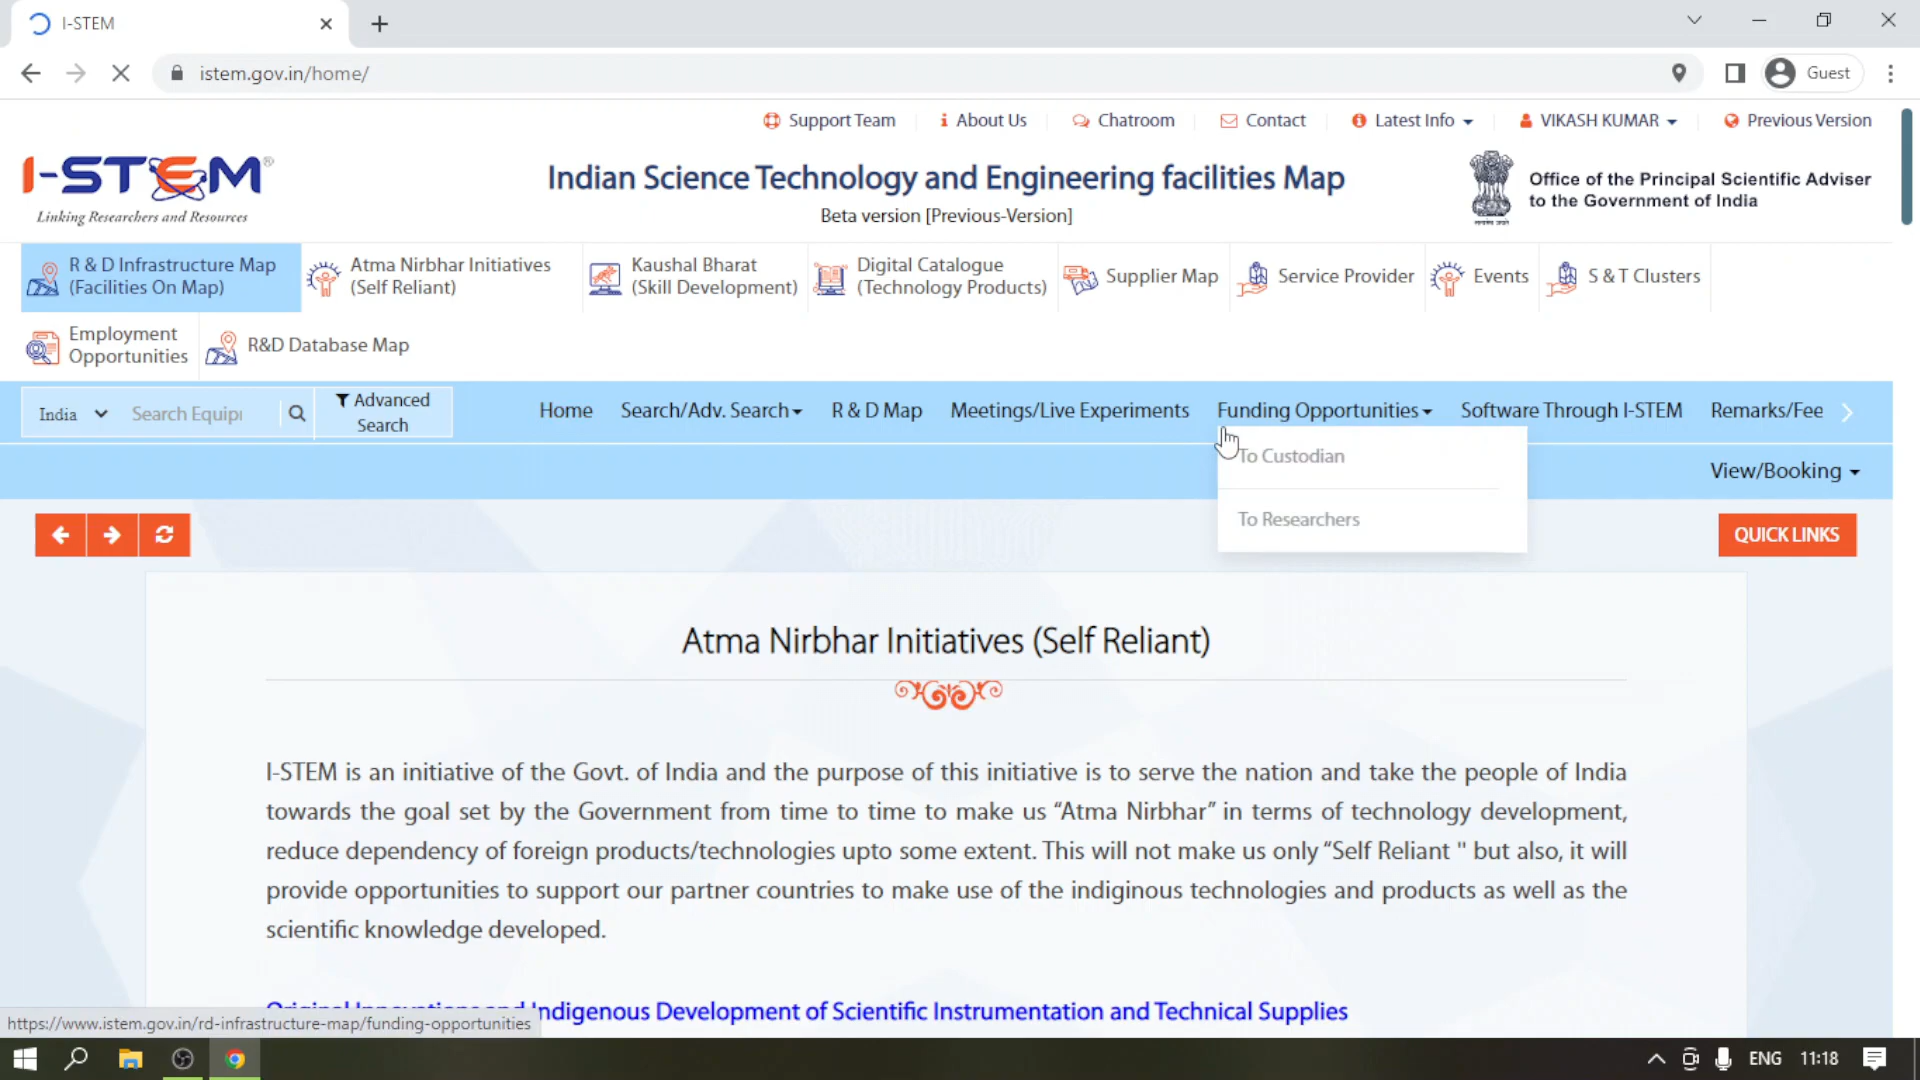 I-STEM
istem.gov.in/home/
Guest
Support Team
About Us
Chatroom
Contact
Latest Info
VIKASH KUMAR
Previous Version
I-STEM®
Linking Researchers and Resources
Indian Science Technology and Engineering facilities Map
Beta version [Previous-Version]
Office of the Principal Scientific Adviser
to the Government of India
R & D Infrastructure Map
(Facilities On Map)
Atma Nirbhar Initiatives
(Self Reliant)
Kaushal Bharat
(Skill Development)
Digital Catalogue
(Technology Products)
Supplier Map
Service Provider
Events
S & T Clusters
Employment
Opportunities
R&D Database Map
India
Search Equip
Advanced
Search
Home
Search/Adv. Search
R & D Map
Meetings/Live Experiments
Funding Opportunities
Software Through I-STEM
Remarks/Fee
To Custodian
To Researchers
View/Booking
QUICK LINKS
Atma Nirbhar Initiatives (Self Reliant)
I-STEM is an initiative of the Govt. of India and the purpose of this initiative is to serve the nation and take the people of India
towards the goal set by the Government from time to time to make us “Atma Nirbhar” in terms of technology development,
reduce dependency of foreign products/technologies upto some extent. This will not make us only “Self Reliant " but also, it will
provide opportunities to support our partner countries to make use of the indiginous technologies and products as well as the
scientific knowledge developed.
Original Innovations and Indigenous Development of Scientific Instrumentation and Technical Supplies
https://www.istem.gov.in/rd-infrastructure-map/funding-opportunities
ENG
11:18